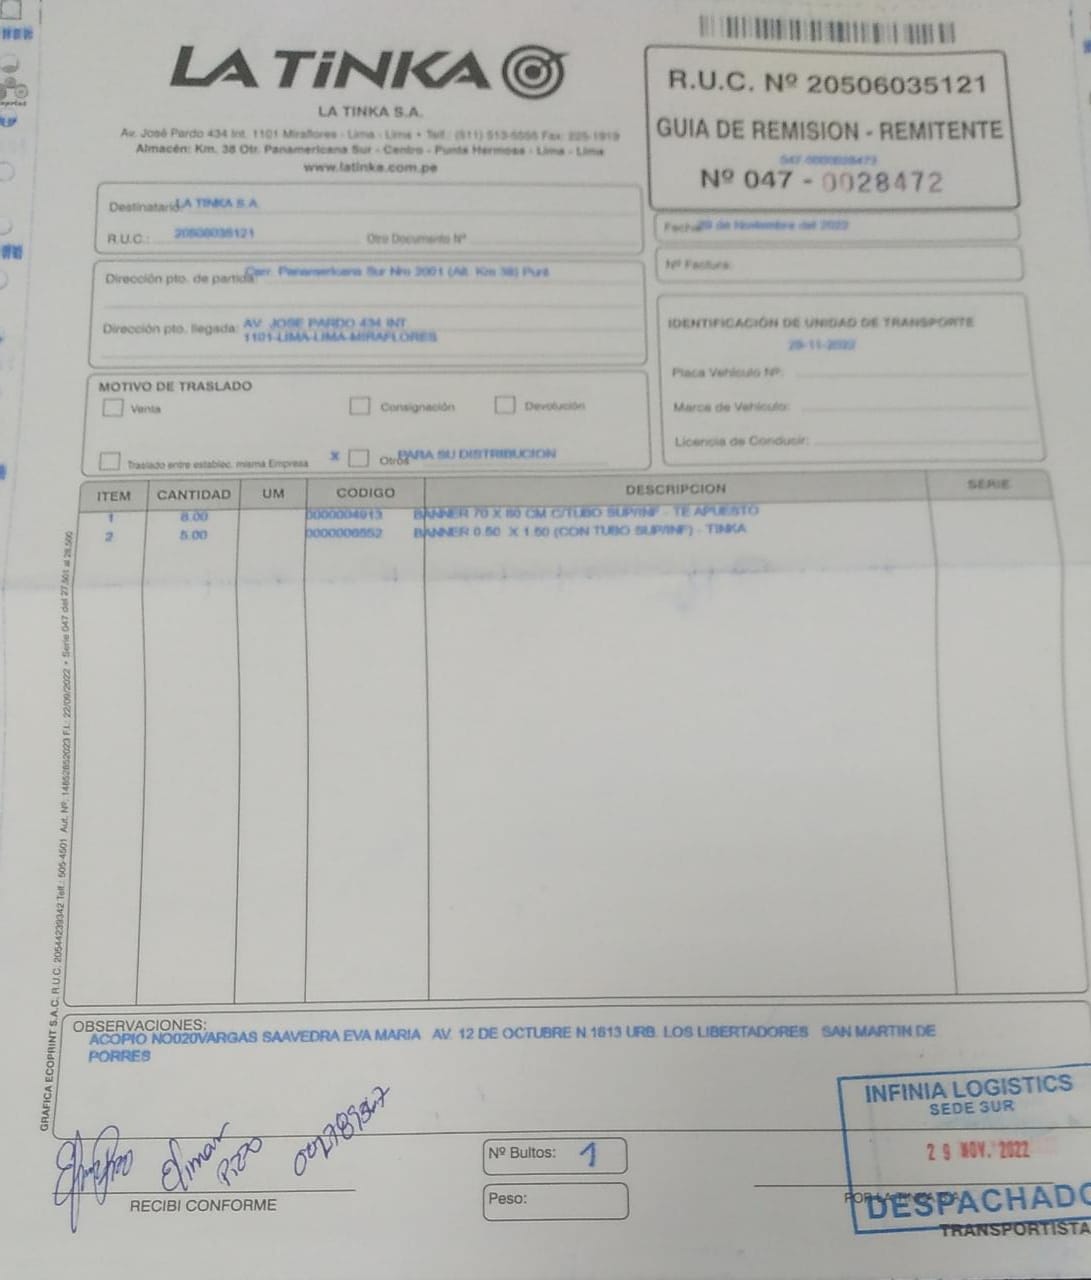 LA TiNKA
LA TINKA S.A.
Av. José Pardo 434 Int. 1101 Miraflores - Lima - Lima • Telf.: (511) 513-5555 Fax: 225-1919
Almacén: Km. 38 Otr. Panamericana Sur - Centro - Punta Hermosa - Lima - Lima
www.latinka.com.pe
R.U.C. Nº 20506035121
GUIA DE REMISION - REMITENTE
Nº 047 - 0028472
Destinatario: LA TINKA S.A.
R.U.C.: 20506035121 Otro Documento Nº
Fecha: 29 de Noviembre del 2022
Nº Factura:
Dirección pto. de partida: Carr. Panamericana Sur Nro 2001 (Alt. Km 38) Punt
Dirección pto. llegada: AV. JOSE PARDO 434 INT
1101-LIMA-LIMA-MIRAFLORES
IDENTIFICACIÓN DE UNIDAD DE TRANSPORTE
29-11-2022
Placa Vehículo Nº:
Marca de Vehículo:
Licencia de Conducir:
MOTIVO DE TRASLADO
Venta Consignación Devolución
Traslado entre establec. misma Empresa X Otros PARA SU DISTRIBUCION
ITEM CANTIDAD UM CODIGO DESCRIPCION SERIE
1 8.00 0000004913 BANNER 70 X 80 CM C/TUBO SUP/INF - TE APUESTO
2 5.00 BANNER 0.50 X 1.50 (CON TUBO SUP/INF) - TINKA
GRAFICA ECOPRINT S.A.C. R.U.C. 20544239342 Telf.: 505-4501 Aut. Nº. 14852852023 F.I.: 22/09/2022 • Serie 047 del 27,501 al 28,500
OBSERVACIONES:
ACOPIO NO020VARGAS SAAVEDRA EVA MARIA AV. 12 DE OCTUBRE N 1613 URB. LOS LIBERTADORES SAN MARTIN DE
PORRES
INFINIA LOGISTICS
SEDE SUR
29 NOV. 2022
DESPACHADO
TRANSPORTISTA
Elmar
Pizo
002789347
RECIBI CONFORME
Nº Bultos: 1
Peso:
POR LA TINKA